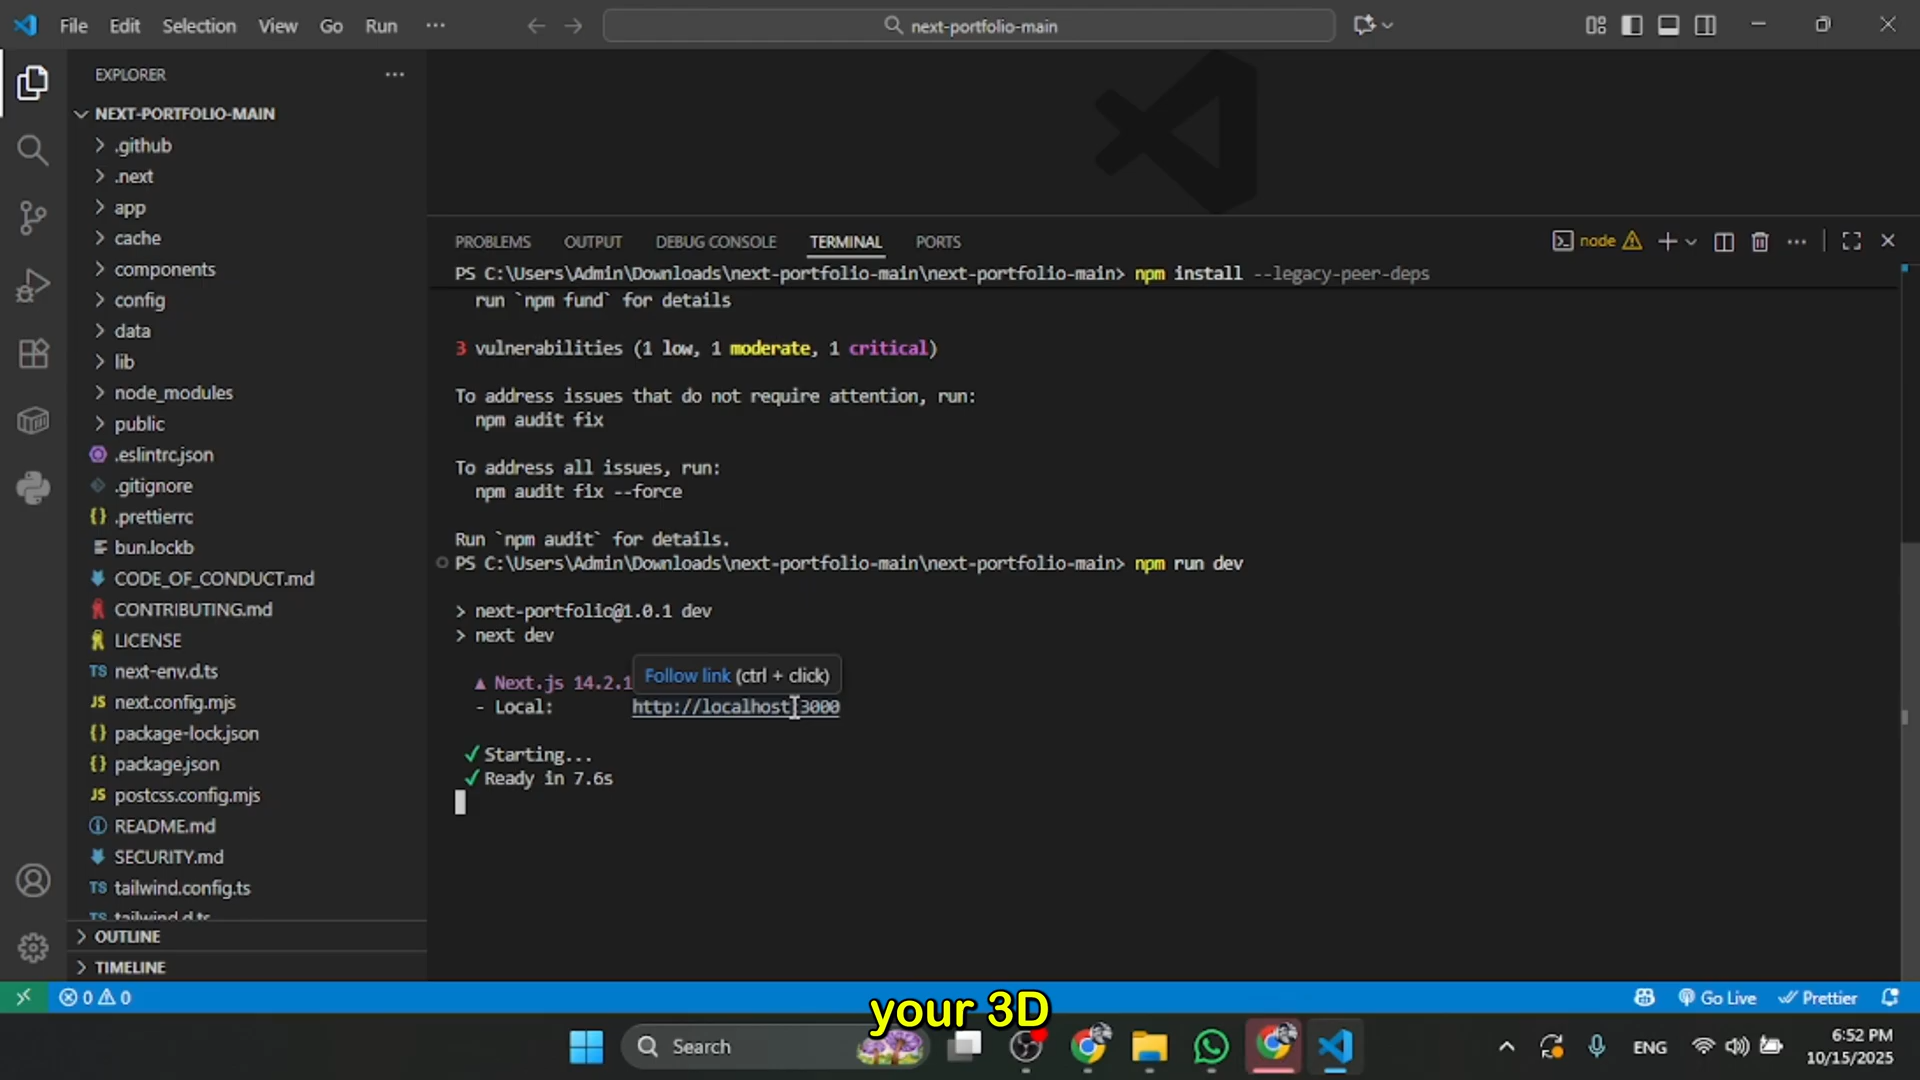 File Edit Selection View Go Run ...
next-portfolio-main
EXPLORER
NEXT-PORTFOLIO-MAIN
.github
.next
app
cache
components
config
data
lib
node_modules
public
.eslintrc.json
.gitignore
.prettierrc
bun.lockb
CODE_OF_CONDUCT.md
CONTRIBUTING.md
LICENSE
next-env.d.ts
next.config.mjs
package-lock.json
package.json
postcss.config.mjs
README.md
SECURITY.md
tailwind.config.ts
tailwind.d.ts
OUTLINE
TIMELINE
PROBLEMS OUTPUT DEBUG CONSOLE TERMINAL PORTS
node
PS C:\Users\Admin\Downloads\next-portfolio-main\next-portfolio-main> npm install --legacy-peer-deps
run `npm fund` for details
3 vulnerabilities (1 low, 1 moderate, 1 critical)
To address issues that do not require attention, run:
npm audit fix
To address all issues, run:
npm audit fix --force
Run `npm audit` for details.
PS C:\Users\Admin\Downloads\next-portfolio-main\next-portfolio-main> npm run dev
> next-portfolio@1.0.1 dev
> next dev
Follow link (ctrl + click)
▲ Next.js 14.2.1
- Local: http://localhost:3000
✓ Starting...
✓ Ready in 7.6s
0 0
Go Live
Prettier
your 3D
Search
ENG
6:52 PM
10/15/2025